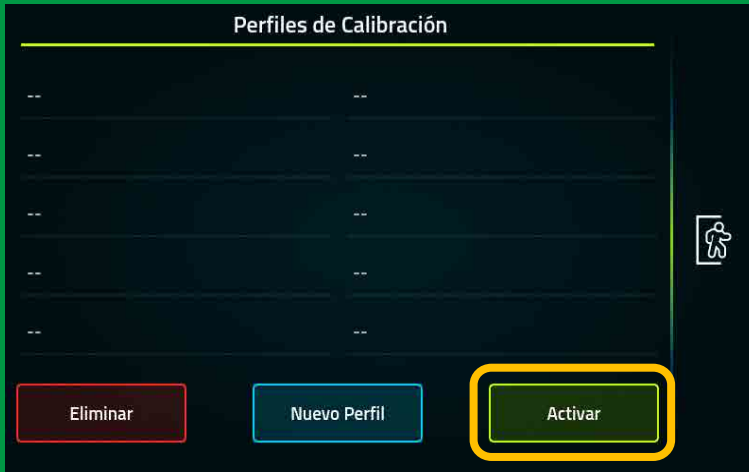 Perfiles de Calibración
-- --
-- --
-- --
-- --
-- --
Eliminar Nuevo Perfil Activar